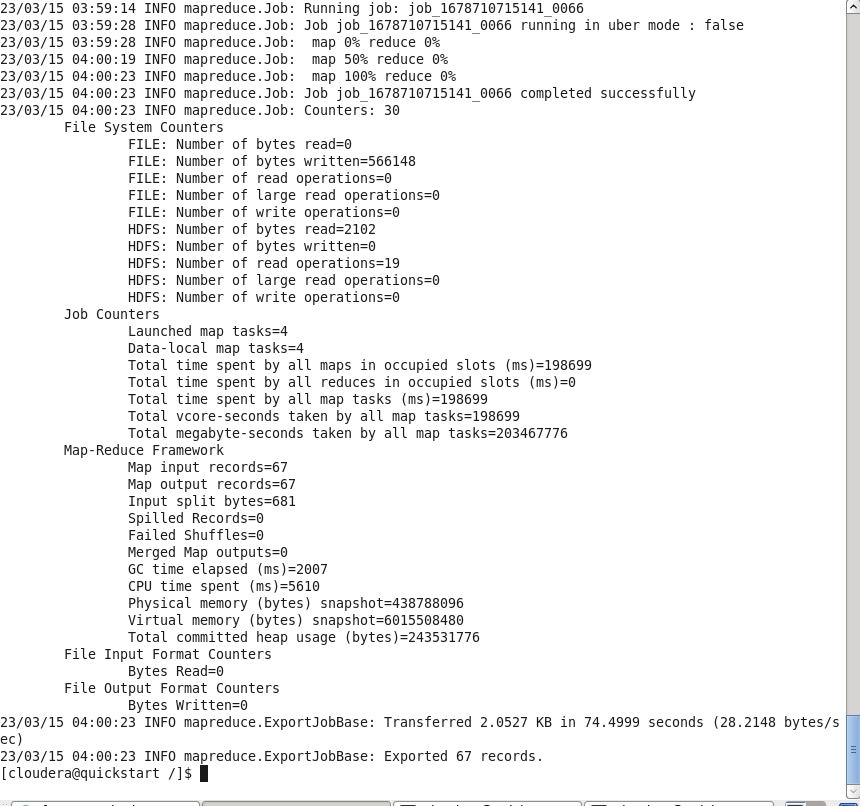 23/03/15 03:59:14 INFO mapreduce.Job: Running job: job_1678710715141_0066
23/03/15 03:59:28 INFO mapreduce.Job: Job job_1678710715141_0066 running in uber mode : false
23/03/15 03:59:28 INFO mapreduce.Job:  map 0% reduce 0%
23/03/15 04:00:19 INFO mapreduce.Job:  map 50% reduce 0%
23/03/15 04:00:23 INFO mapreduce.Job:  map 100% reduce 0%
23/03/15 04:00:23 INFO mapreduce.Job: Job job_1678710715141_0066 completed successfully
23/03/15 04:00:23 INFO mapreduce.Job: Counters: 30
File System Counters
FILE: Number of bytes read=0
FILE: Number of bytes written=566148
FILE: Number of read operations=0
FILE: Number of large read operations=0
FILE: Number of write operations=0
HDFS: Number of bytes read=2102
HDFS: Number of bytes written=0
HDFS: Number of read operations=19
HDFS: Number of large read operations=0
HDFS: Number of write operations=0
Job Counters
Launched map tasks=4
Data-local map tasks=4
Total time spent by all maps in occupied slots (ms)=198699
Total time spent by all reduces in occupied slots (ms)=0
Total time spent by all map tasks (ms)=198699
Total vcore-seconds taken by all map tasks=198699
Total megabyte-seconds taken by all map tasks=203467776
Map-Reduce Framework
Map input records=67
Map output records=67
Input split bytes=681
Spilled Records=0
Failed Shuffles=0
Merged Map outputs=0
GC time elapsed (ms)=2007
CPU time spent (ms)=5610
Physical memory (bytes) snapshot=438788096
Virtual memory (bytes) snapshot=6015508480
Total committed heap usage (bytes)=243531776
File Input Format Counters
Bytes Read=0
File Output Format Counters
Bytes Written=0
23/03/15 04:00:23 INFO mapreduce.ExportJobBase: Transferred 2.0527 KB in 74.4999 seconds (28.2148 bytes/s
ec)
23/03/15 04:00:23 INFO mapreduce.ExportJobBase: Exported 67 records.
[cloudera@quickstart /]$